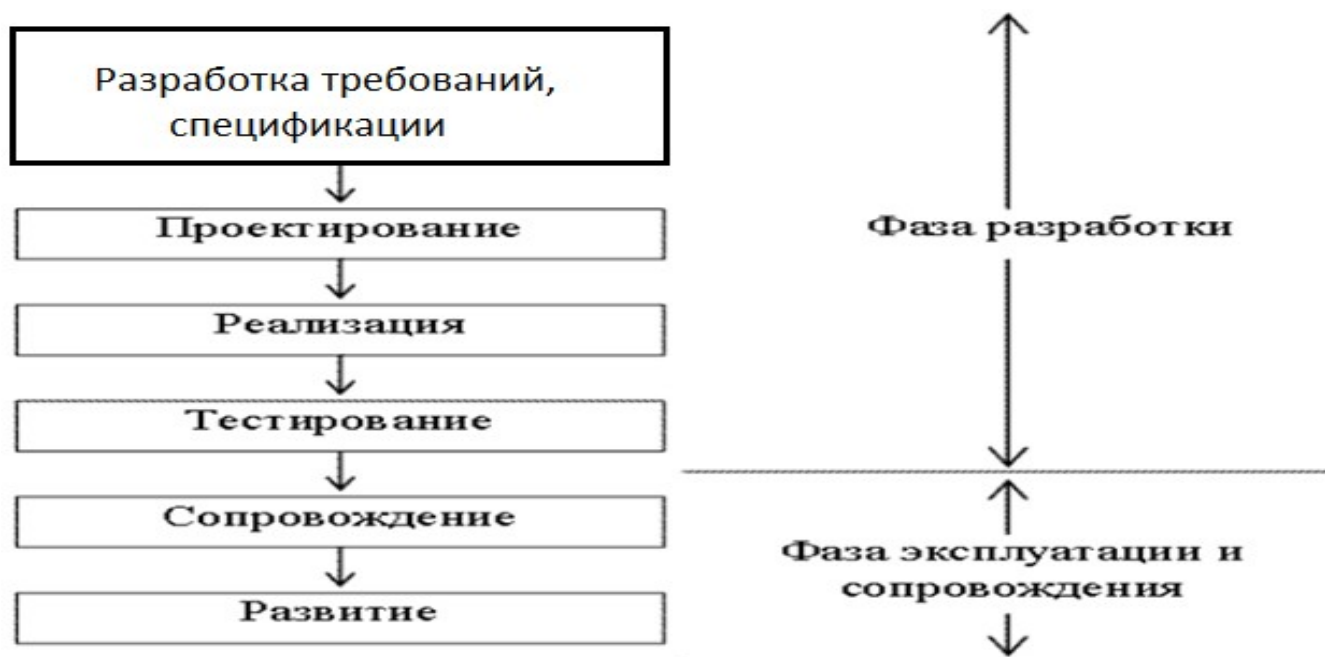 Разработка требований,
спецификации
Проектирование
Реализация
Тестирование
Сопровождение
Развитие
Фаза разработки
Фаза эксплуатации и
сопровождения